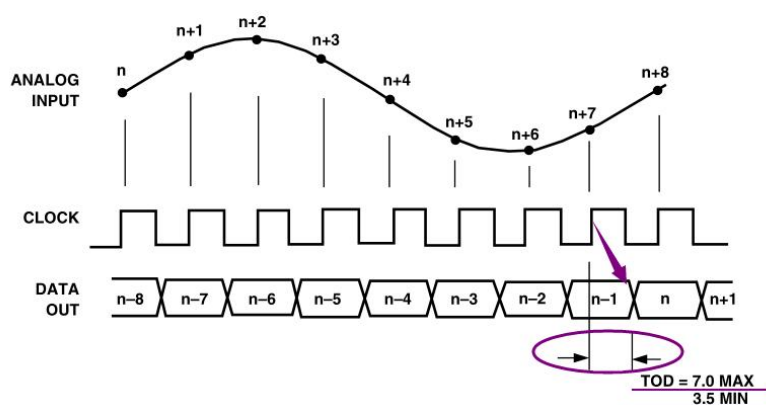 n
n+1
n+2
n+3
n+4
n+5
n+6
n+7
n+8
ANALOG
INPUT
CLOCK
DATA
OUT
n–8
n–7
n–6
n–5
n–4
n–3
n–2
n–1
n
n+1
TOD = 7.0 MAX
3.5 MIN